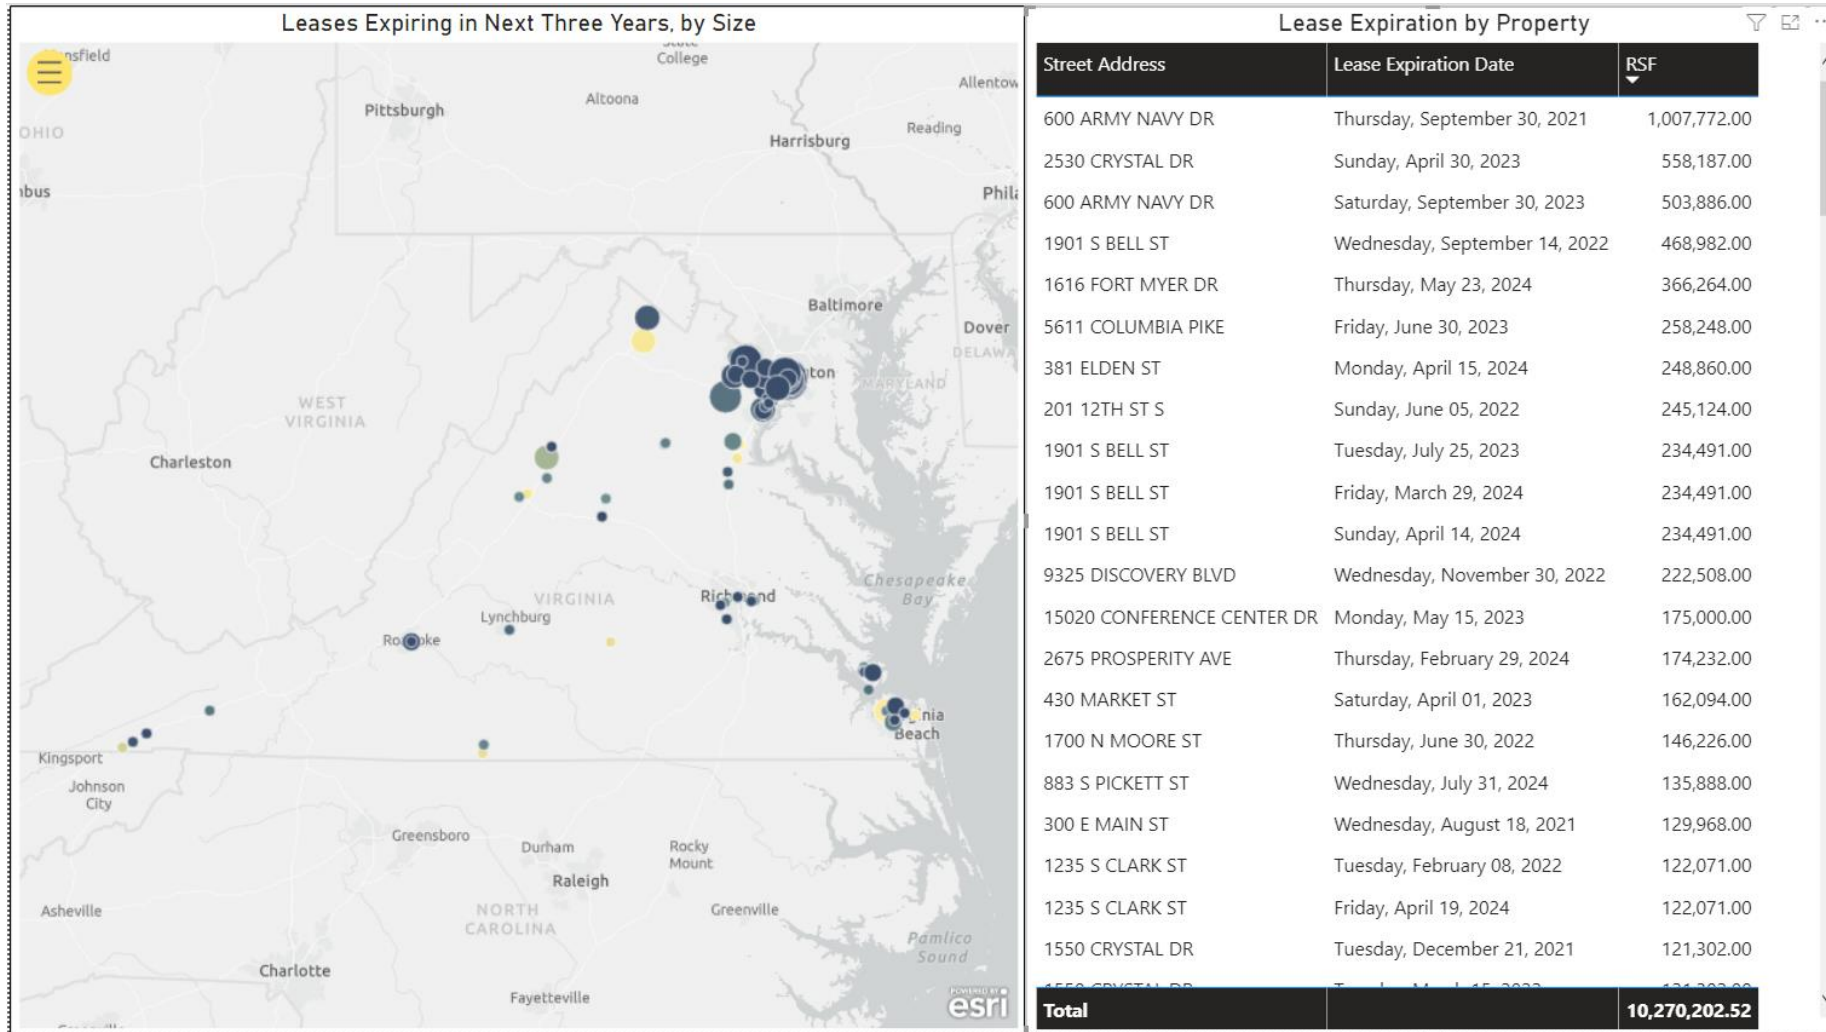 Leases Expiring in Next Three Years, by Size
State
College
Allentow
Pittsburgh
Altoona
OHIO
Harrisburg
Reading
WEST
VIRGINIA
Baltimore
Dover
DELAWA
MARYLAND
Charleston
Chesapeake
Bay
VIRGINIA
Lynchburg
Kingsport
Johnson
City
Beach
Greensboro
Durham
Rocky
Mount
Raleigh
Asheville
NORTH
CAROLINA
Greenville
Pamlico
Sound
Charlotte
Fayetteville
POWERED BY
esri
Lease Expiration by Property
Street Address Lease Expiration Date RSF
600 ARMY NAVY DR Thursday, September 30, 2021 1,007,772.00
2530 CRYSTAL DR Sunday, April 30, 2023 558,187.00
600 ARMY NAVY DR Saturday, September 30, 2023 503,886.00
1901 S BELL ST Wednesday, September 14, 2022 468,982.00
1616 FORT MYER DR Thursday, May 23, 2024 366,264.00
5611 COLUMBIA PIKE Friday, June 30, 2023 258,248.00
381 ELDEN ST Monday, April 15, 2024 248,860.00
201 12TH ST S Sunday, June 05, 2022 245,124.00
1901 S BELL ST Tuesday, July 25, 2023 234,491.00
1901 S BELL ST Friday, March 29, 2024 234,491.00
1901 S BELL ST Sunday, April 14, 2024 234,491.00
9325 DISCOVERY BLVD Wednesday, November 30, 2022 222,508.00
15020 CONFERENCE CENTER DR Monday, May 15, 2023 175,000.00
2675 PROSPERITY AVE Thursday, February 29, 2024 174,232.00
430 MARKET ST Saturday, April 01, 2023 162,094.00
1700 N MOORE ST Thursday, June 30, 2022 146,226.00
883 S PICKETT ST Wednesday, July 31, 2024 135,888.00
300 E MAIN ST Wednesday, August 18, 2021 129,968.00
1235 S CLARK ST Tuesday, February 08, 2022 122,071.00
1235 S CLARK ST Friday, April 19, 2024 122,071.00
1550 CRYSTAL DR Tuesday, December 21, 2021 121,302.00
Total 10,270,202.52